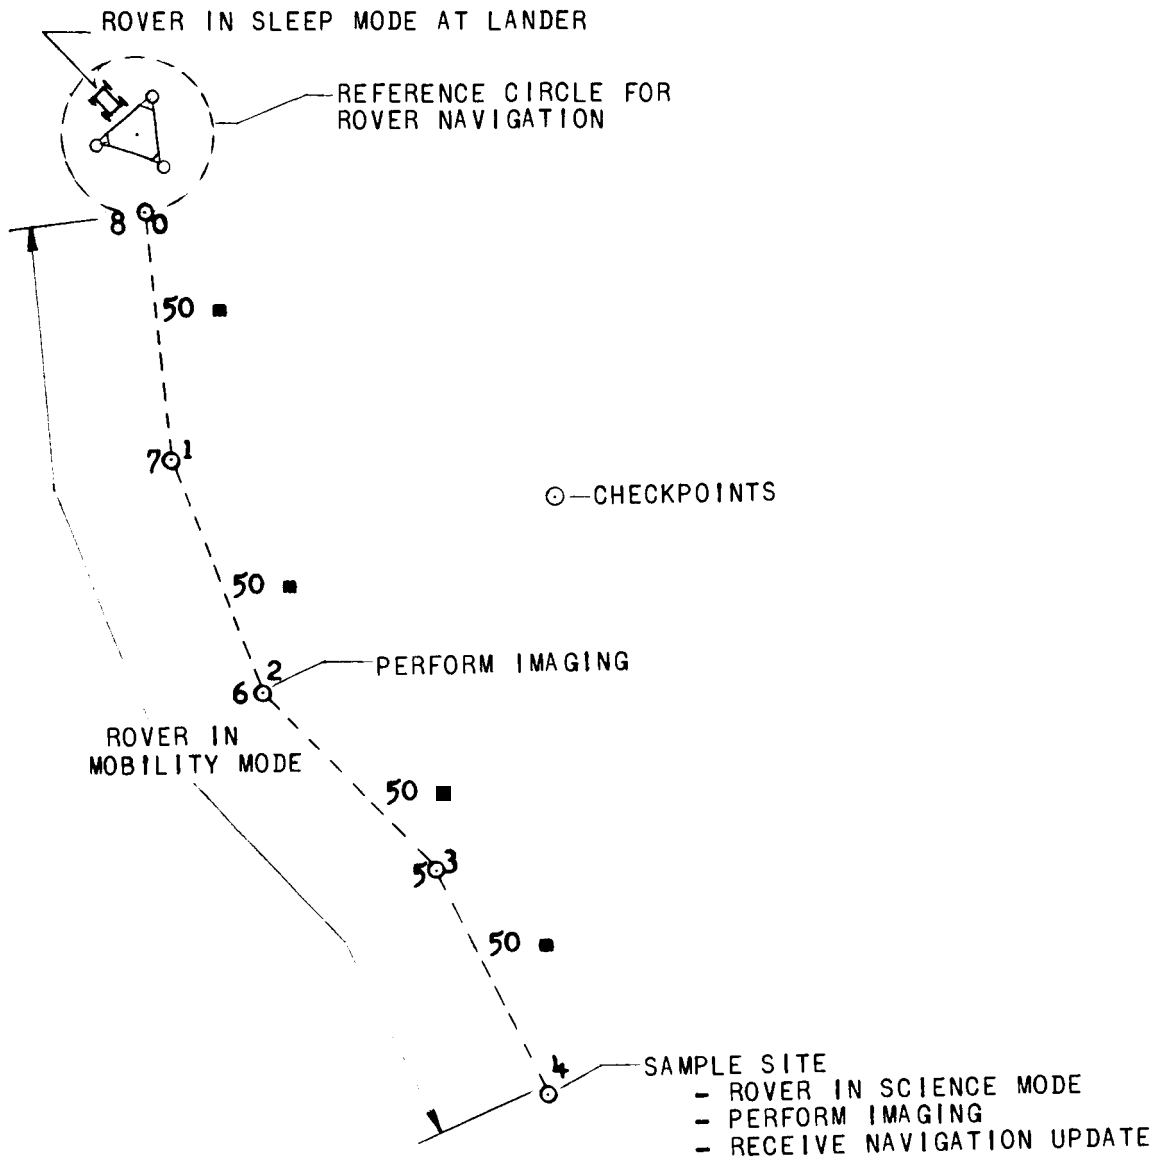 ROVER IN SLEEP MODE AT LANDER
REFERENCE CIRCLE FOR
ROVER NAVIGATION
8 0
50
7 1
CHECKPOINTS
50
2
6
PERFORM IMAGING
ROVER IN
MOBILITY MODE
50
5 3
50
4
SAMPLE SITE
- ROVER IN SCIENCE MODE
- PERFORM IMAGING
- RECEIVE NAVIGATION UPDATE